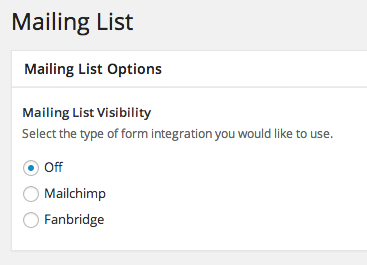 Mailing List
Mailing List Options
Mailing List Visibility
Select the type of form integration you would like to use.
Off
Mailchimp
Fanbridge